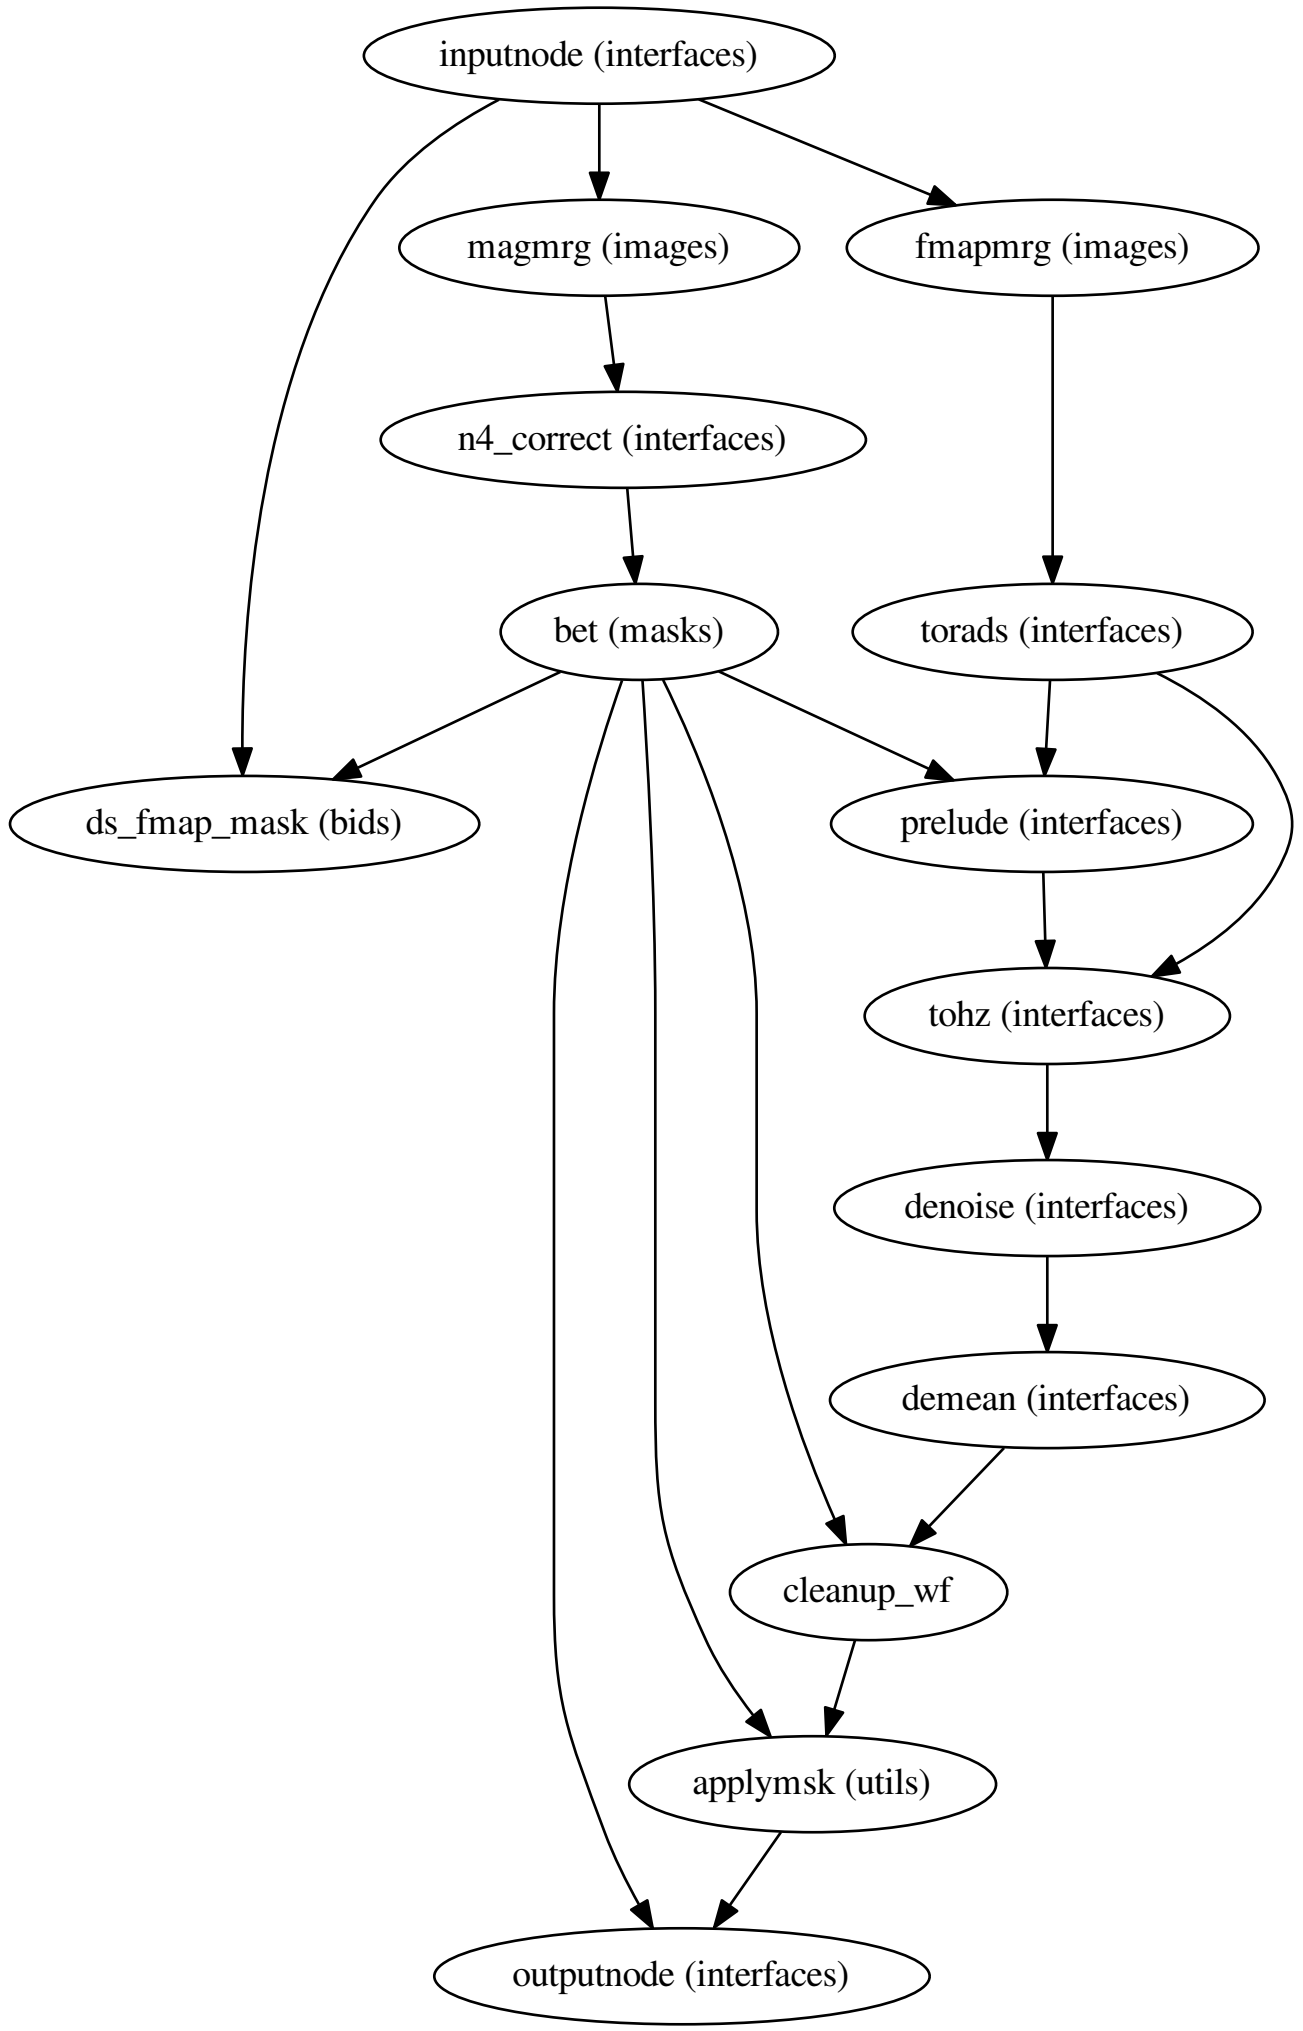 inputnode (interfaces)
magmrg (images)
fmapmrg (images)
n4_correct (interfaces)
bet (masks)
torads (interfaces)
ds_fmap_mask (bids)
prelude (interfaces)
tohz (interfaces)
denoise (interfaces)
demean (interfaces)
cleanup_wf
applymsk (utils)
outputnode (interfaces)